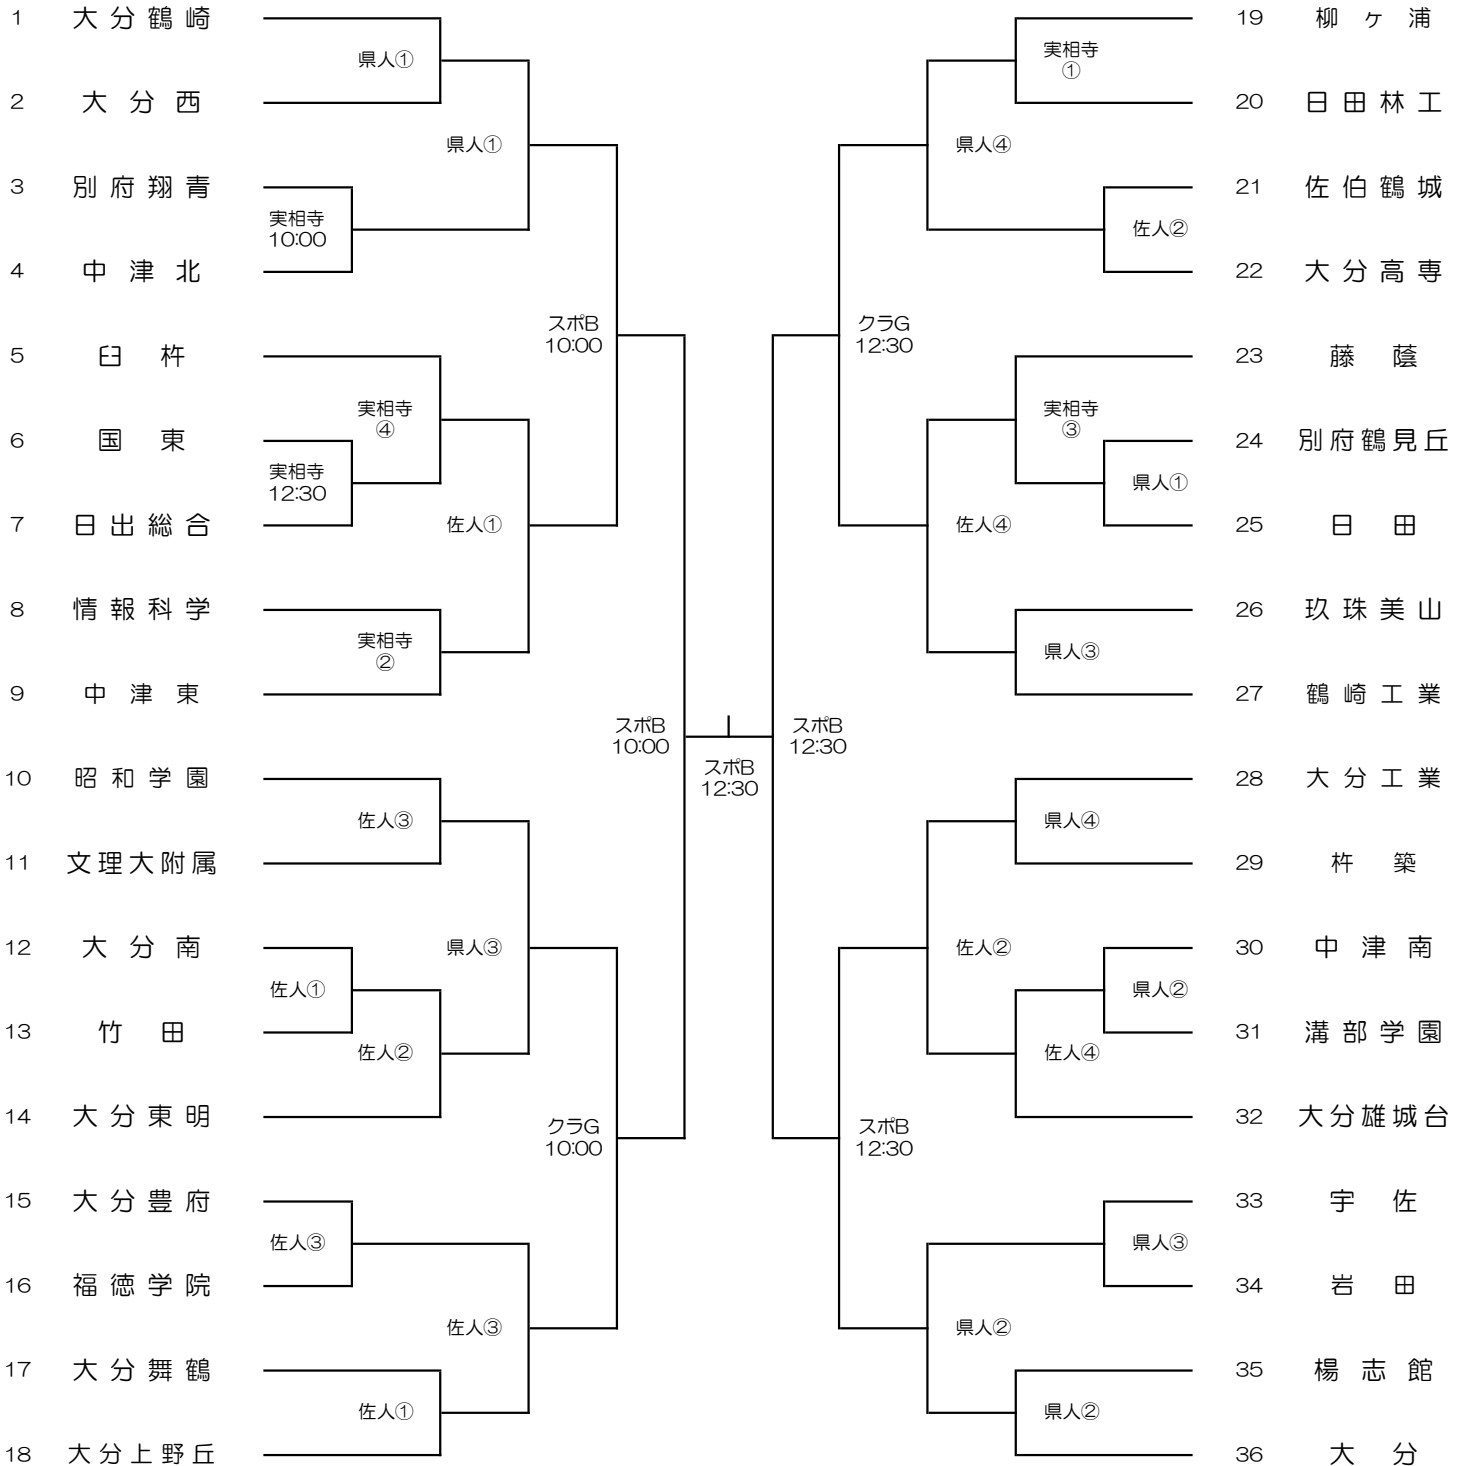 1 大分鶴崎
県人①
2 大分西
県人①
3 別府翔青
実相寺
10:00
4 中津北
スポB
10:00
5 臼杵
実相寺
④
6 国東
実相寺
12:30
7 日出総合
佐人①
8 情報科学
実相寺
②
9 中津東
スポB
10:00
10 昭和学園
佐人③
11 文理大附属
12 大分南
県人③
佐人①
13 竹田
佐人②
14 大分東明
クラG
10:00
15 大分豊府
佐人③
16 福徳学院
佐人③
17 大分舞鶴
佐人①
18 大分上野丘
スポB
12:30
19 柳ヶ浦
実相寺
①
20 日田林工
県人④
21 佐伯鶴城
佐人②
22 大分高専
クラG
12:30
23 藤蔭
実相寺
③
24 別府鶴見丘
県人①
25 日田
佐人④
26 玖珠美山
県人③
27 鶴崎工業
スポB
12:30
28 大分工業
県人④
29 杵築
30 中津南
佐人②
県人②
31 溝部学園
佐人④
32 大分雄城台
スポB
12:30
33 宇佐
県人③
34 岩田
県人②
35 楊志館
県人②
36 大分